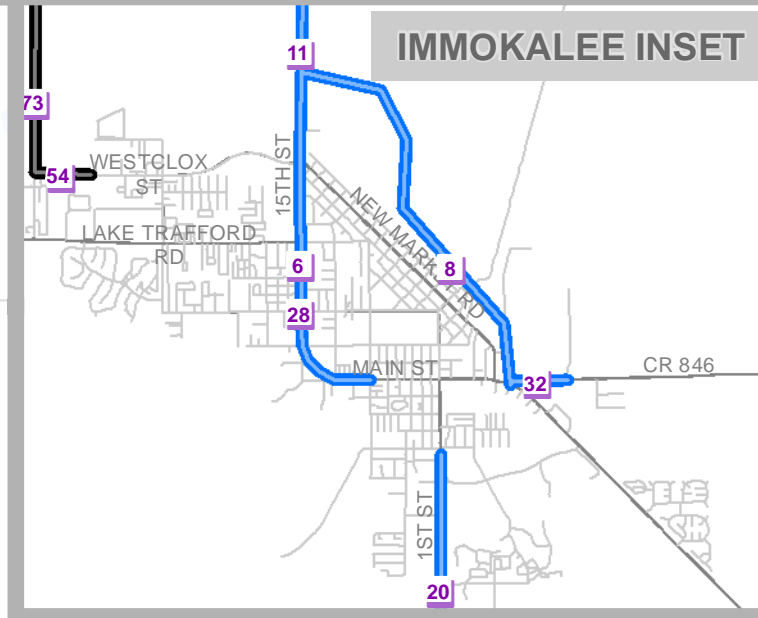 IMMOKALEE INSET
11
73
WESTCLOX
ST
54
15TH ST
NEW MARKET RD
LAKE TRAFFORD
RD
6
8
28
MAIN ST
32
CR 846
1ST ST
20